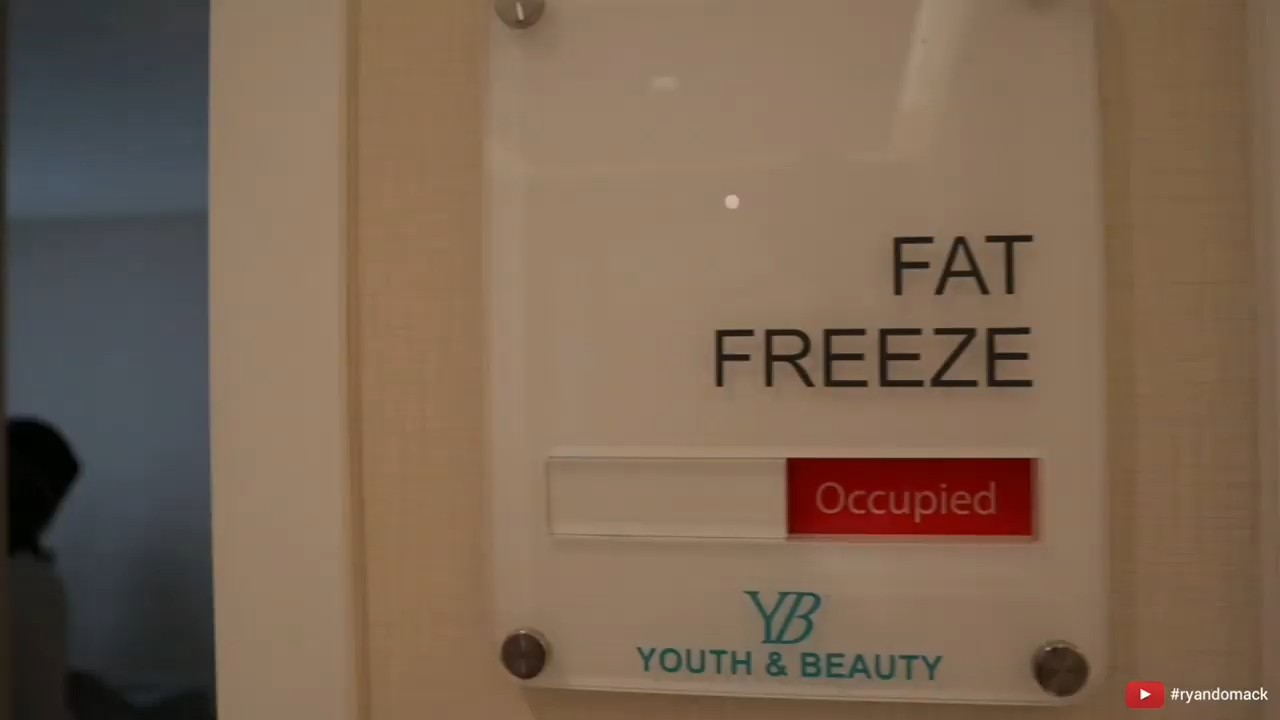 FAT
FREEZE
Occupied
YB
YOUTH & BEAUTY
#ryandomack